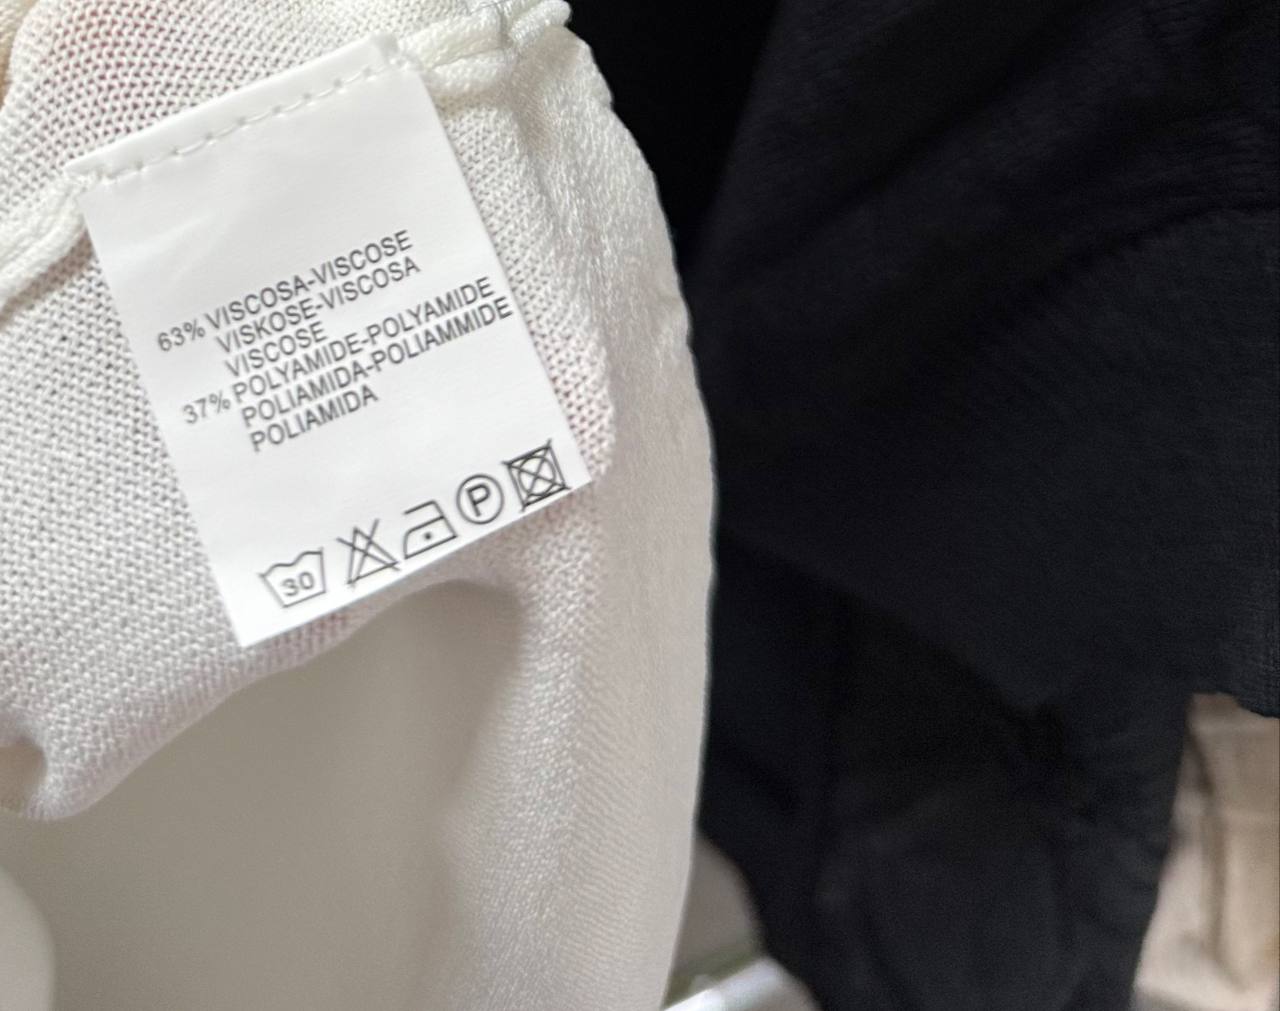 63% VISCOSA-VISCOSE
VISKOSE-VISCOSA
VISCOSE
37% POLYAMIDE-POLYAMIDE
POLIAMIDA-POLIAMMIDE
POLIAMIDA
30 P